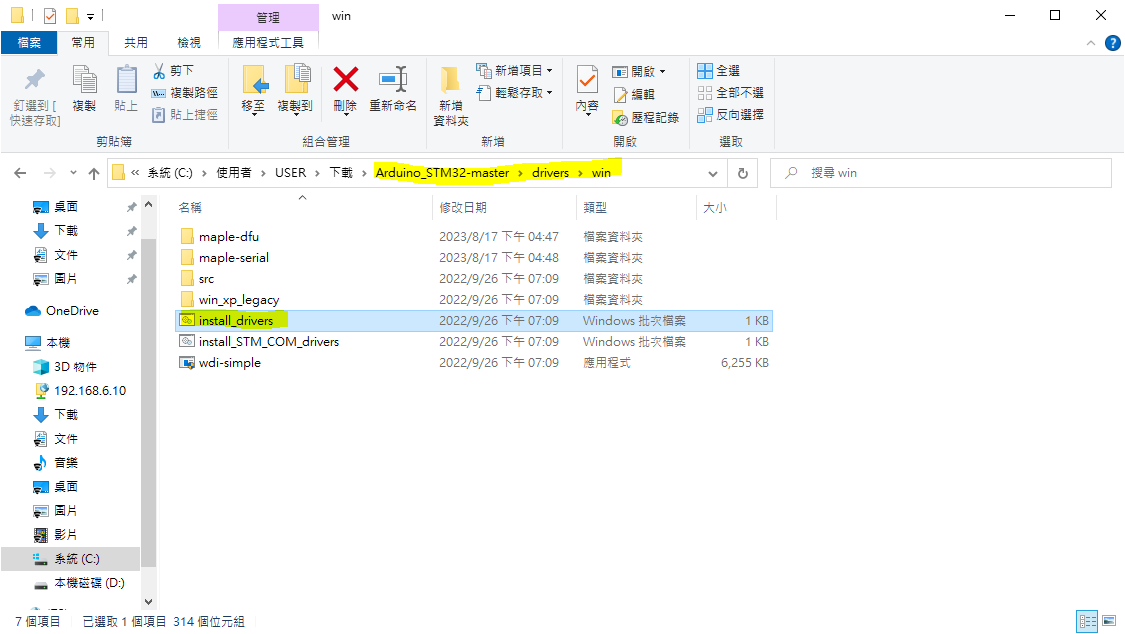 管理
win
檔案
常用
共用
檢視
應用程式工具
釘選到 [
快速存取]
複製
貼上
剪下
複製路徑
貼上捷徑
剪貼簿
移至
複製到
刪除
重新命名
組合管理
新增
資料夾
新增項目
輕鬆存取
新增
內容
開啟
編輯
歷程記錄
開啟
全選
全部不選
反向選擇
選取
« 系統 (C:) › 使用者 › USER › 下載 › Arduino_STM32-master › drivers › win
搜尋 win
桌面
下載
文件
圖片
OneDrive
本機
3D 物件
192.168.6.10
下載
文件
音樂
桌面
圖片
影片
系統 (C:)
本機磁碟 (D:)
名稱 修改日期 類型 大小
maple-dfu 2023/8/17 下午 04:47 檔案資料夾
maple-serial 2023/8/17 下午 04:48 檔案資料夾
src 2022/9/26 下午 07:09 檔案資料夾
win_xp_legacy 2022/9/26 下午 07:09 檔案資料夾
install_drivers 2022/9/26 下午 07:09 Windows 批次檔案 1 KB
install_STM_COM_drivers 2022/9/26 下午 07:09 Windows 批次檔案 1 KB
wdi-simple 2022/9/26 下午 07:09 應用程式 6,255 KB
7 個項目 已選取 1 個項目 314 個位元組